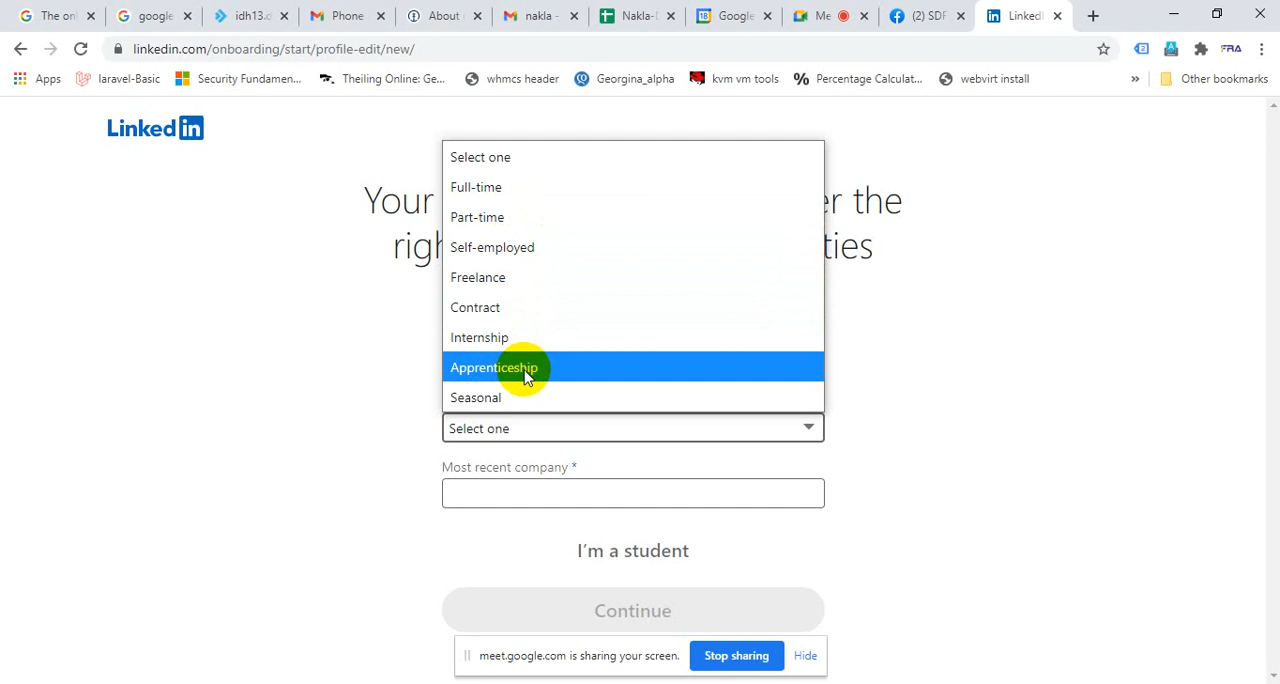 The onl
google
idh13.d
Phone
About i
nakla -
Nakla-D
Google
Me
(2) SDF
LinkedI
linkedin.com/onboarding/start/profile-edit/new/
Apps
laravel-Basic
Security Fundamen...
Theiling Online: Ge...
whmcs header
Georgina_alpha
kvm vm tools
Percentage Calculat...
webvirt install
»
Other bookmarks
Linked in
Your
er the
righ
ties
Select one
Full-time
Part-time
Self-employed
Freelance
Contract
Internship
Apprenticeship
Seasonal
Select one
Most recent company *
I'm a student
Continue
meet.google.com is sharing your screen. Stop sharing Hide